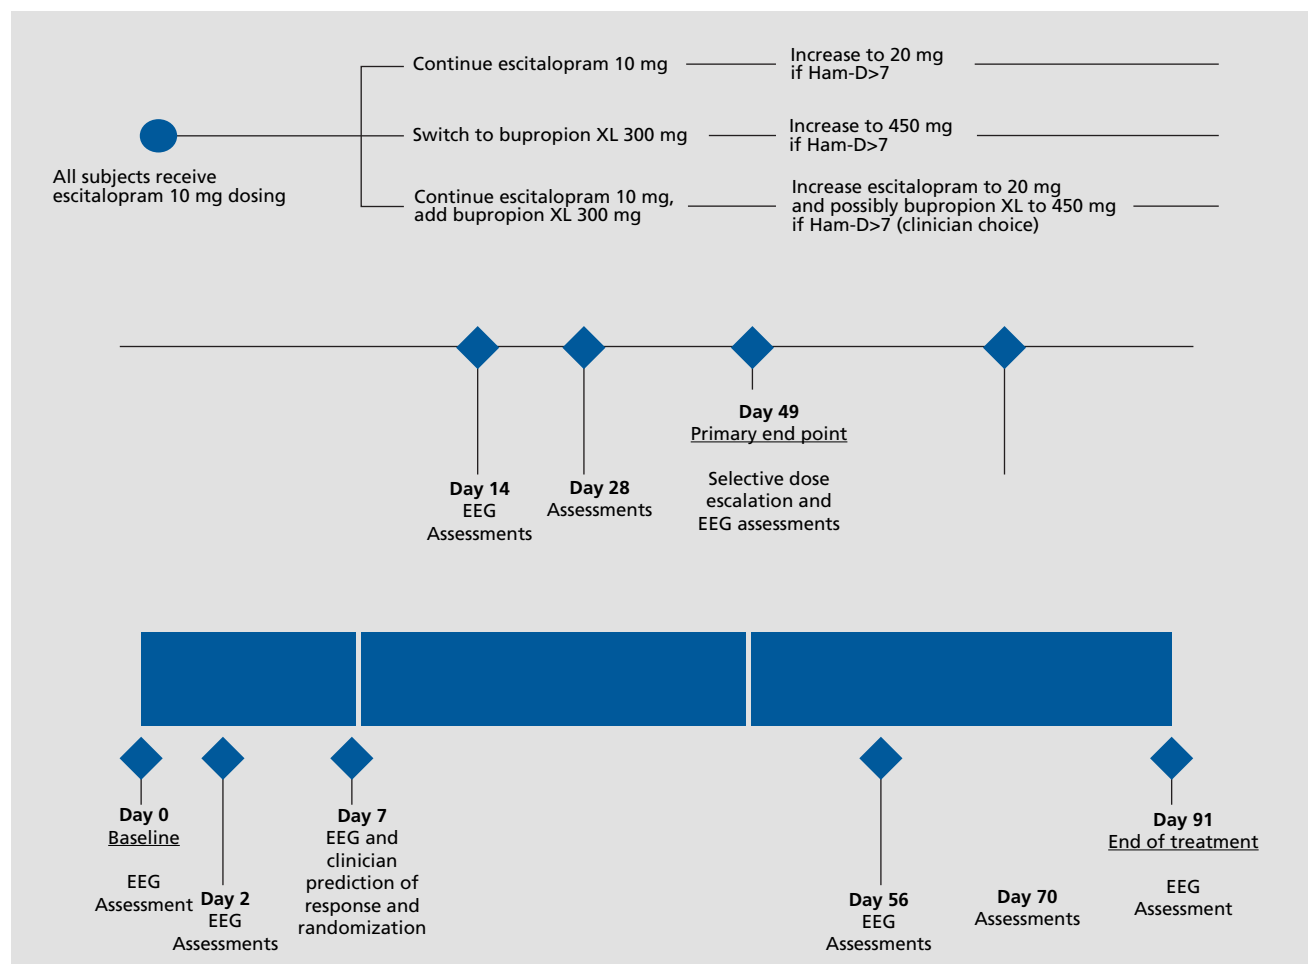 Continue escitalopram 10 mg
Increase to 20 mg
if Ham-D>7
Switch to bupropion XL 300 mg
Increase to 450 mg
if Ham-D>7
All subjects receive
escitalopram 10 mg dosing
Continue escitalopram 10 mg,
add bupropion XL 300 mg
Increase escitalopram to 20 mg
and possibly bupropion XL to 450 mg
if Ham-D>7 (clinician choice)
Day 14
EEG
Assessments
Day 28
Assessments
Day 49
Primary end point
Selective dose
escalation and
EEG assessments
Day 0
Baseline
EEG
Assessment
Day 2
EEG
Assessments
Day 7
EEG and
clinician
prediction of
response and
randomization
Day 56
EEG
Assessments
Day 70
Assessments
Day 91
End of treatment
EEG
Assessment